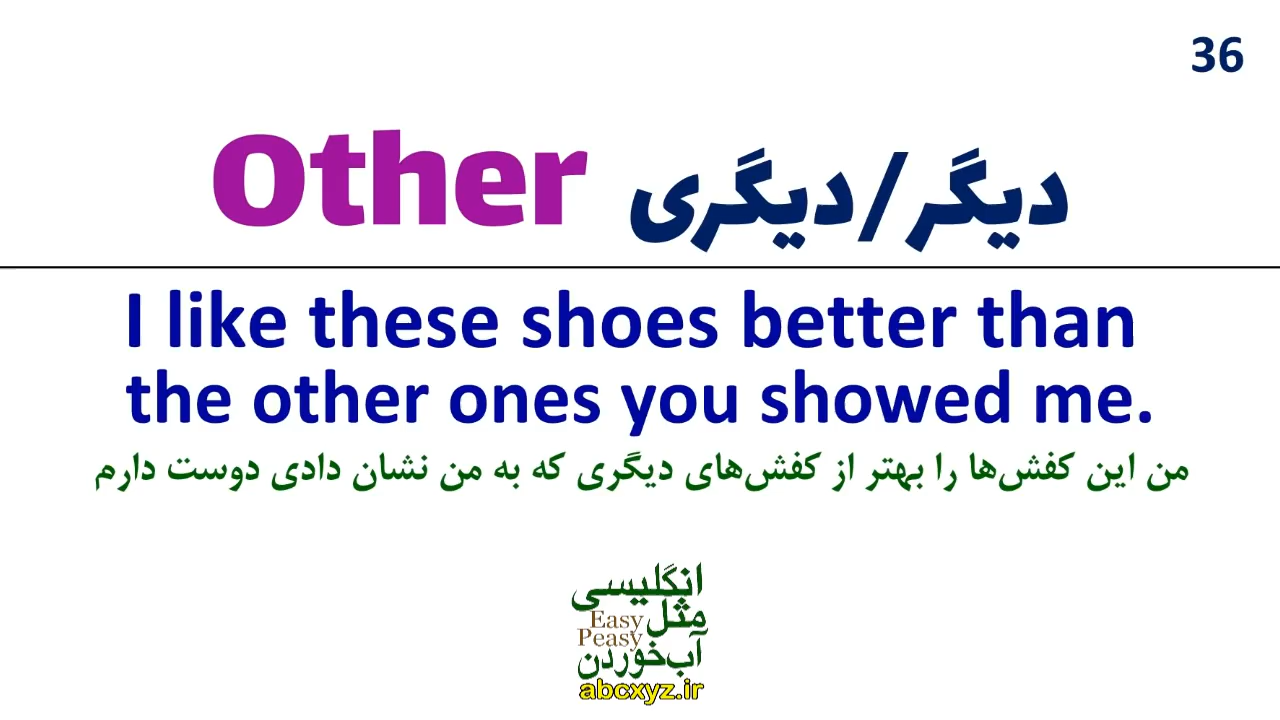 36
Other دیگر/دیگری
I like these shoes better than
the other ones you showed me.
من این کفش‌ها را بهتر از کفش‌های دیگری که به من نشان دادی دوست دارم
انگلیسی
مثل
Easy
Peasy
آب‌خوردن
abcxyz.ir